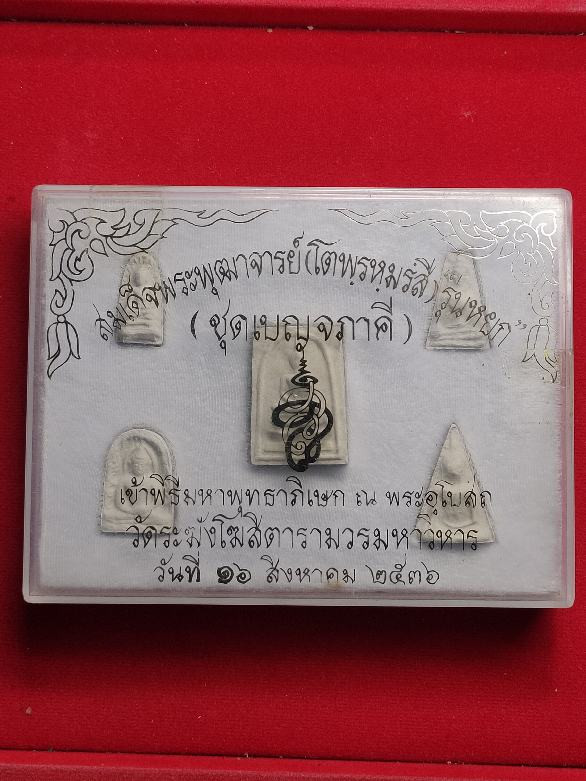 สมเด็จพระพุฒาจารย์ (โตพฺรหฺมรํสี) รุ่นหยก”
(ชุดเบญจภาคี)
เข้าพิธีมหาพุทธาภิเษก ณ พระอุโบสถ
วัดระฆังโฆสิตารามวรมหาวิหาร
วันที่ ๑๖ สิงหาคม ๒๕๓๖